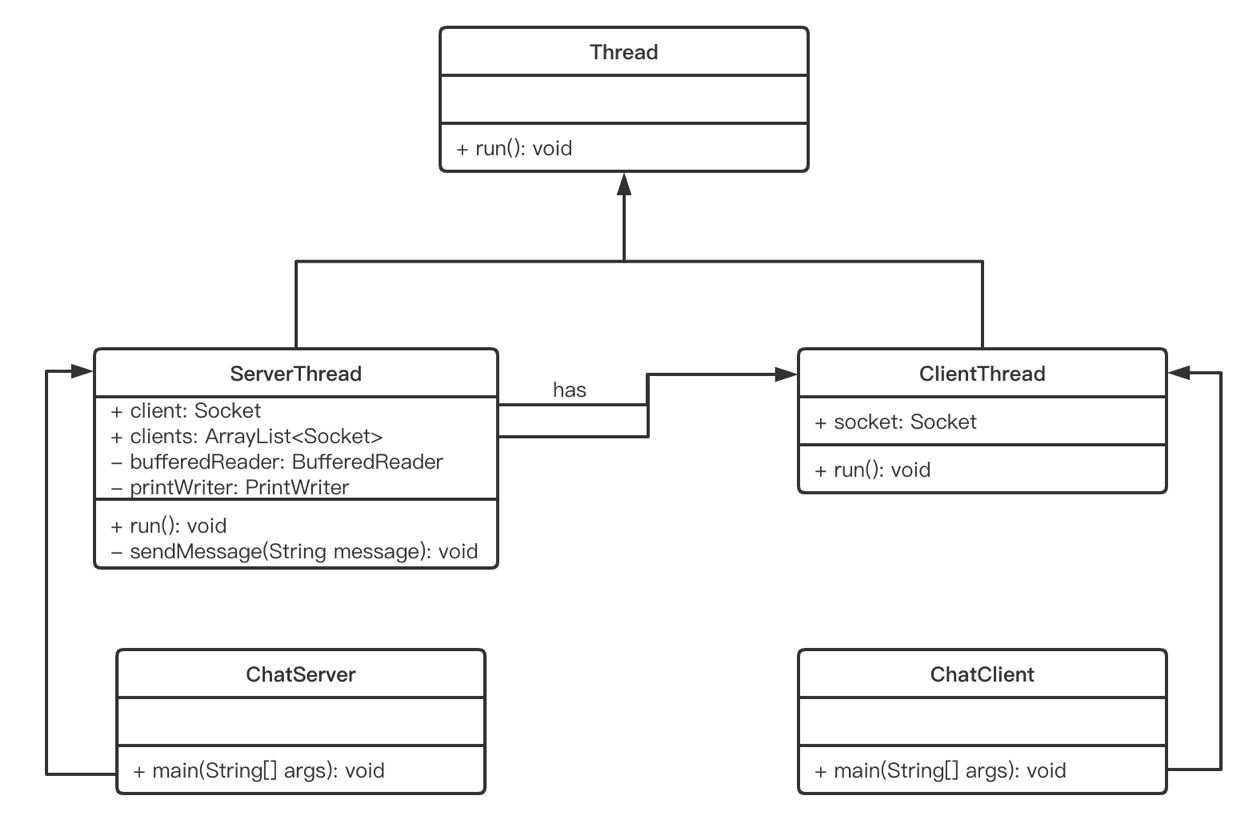 Thread
+ run(): void
ServerThread
+ client: Socket
+ clients: ArrayList<Socket>
– bufferedReader: BufferedReader
– printWriter: PrintWriter
+ run(): void
– sendMessage(String message): void
has
ClientThread
+ socket: Socket
+ run(): void
ChatServer
+ main(String[] args): void
ChatClient
+ main(String[] args): void